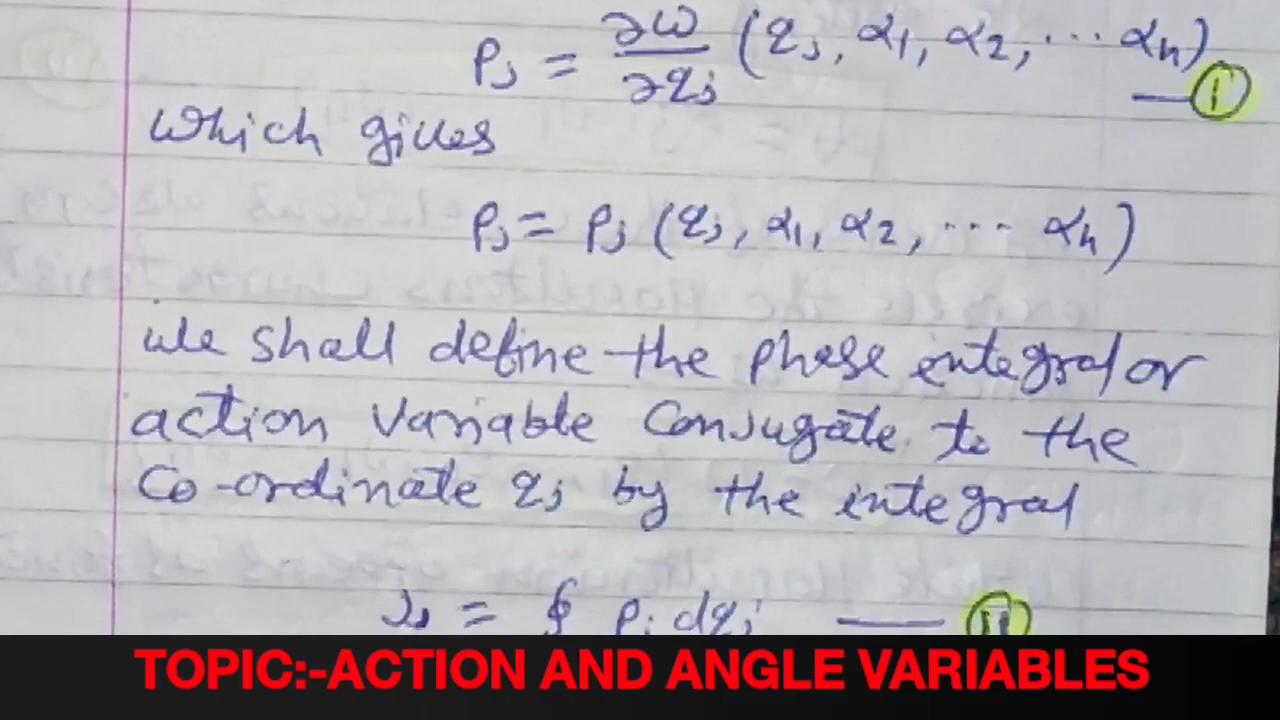 Pj = ∂W/∂qj (qj, α1, α2, ··· αn)
— I
which gives
Pj = Pj (qj, α1, α2, ··· αn)
We shall define the phase integral or
action variable conjugate to the
Co-ordinate qj by the integral
Jj = ∮ Pj dqj — II
TOPIC:-ACTION AND ANGLE VARIABLES